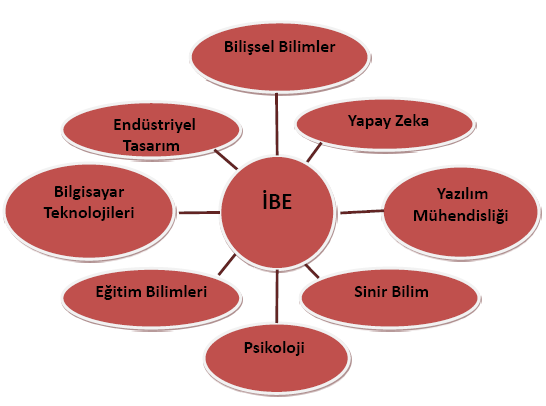 Bilişsel Bilimler
Endüstriyel
Tasarım
Yapay Zeka
Bilgisayar
Teknolojileri
İBE
Yazılım
Mühendisliği
Eğitim Bilimleri
Sinir Bilim
Psikoloji